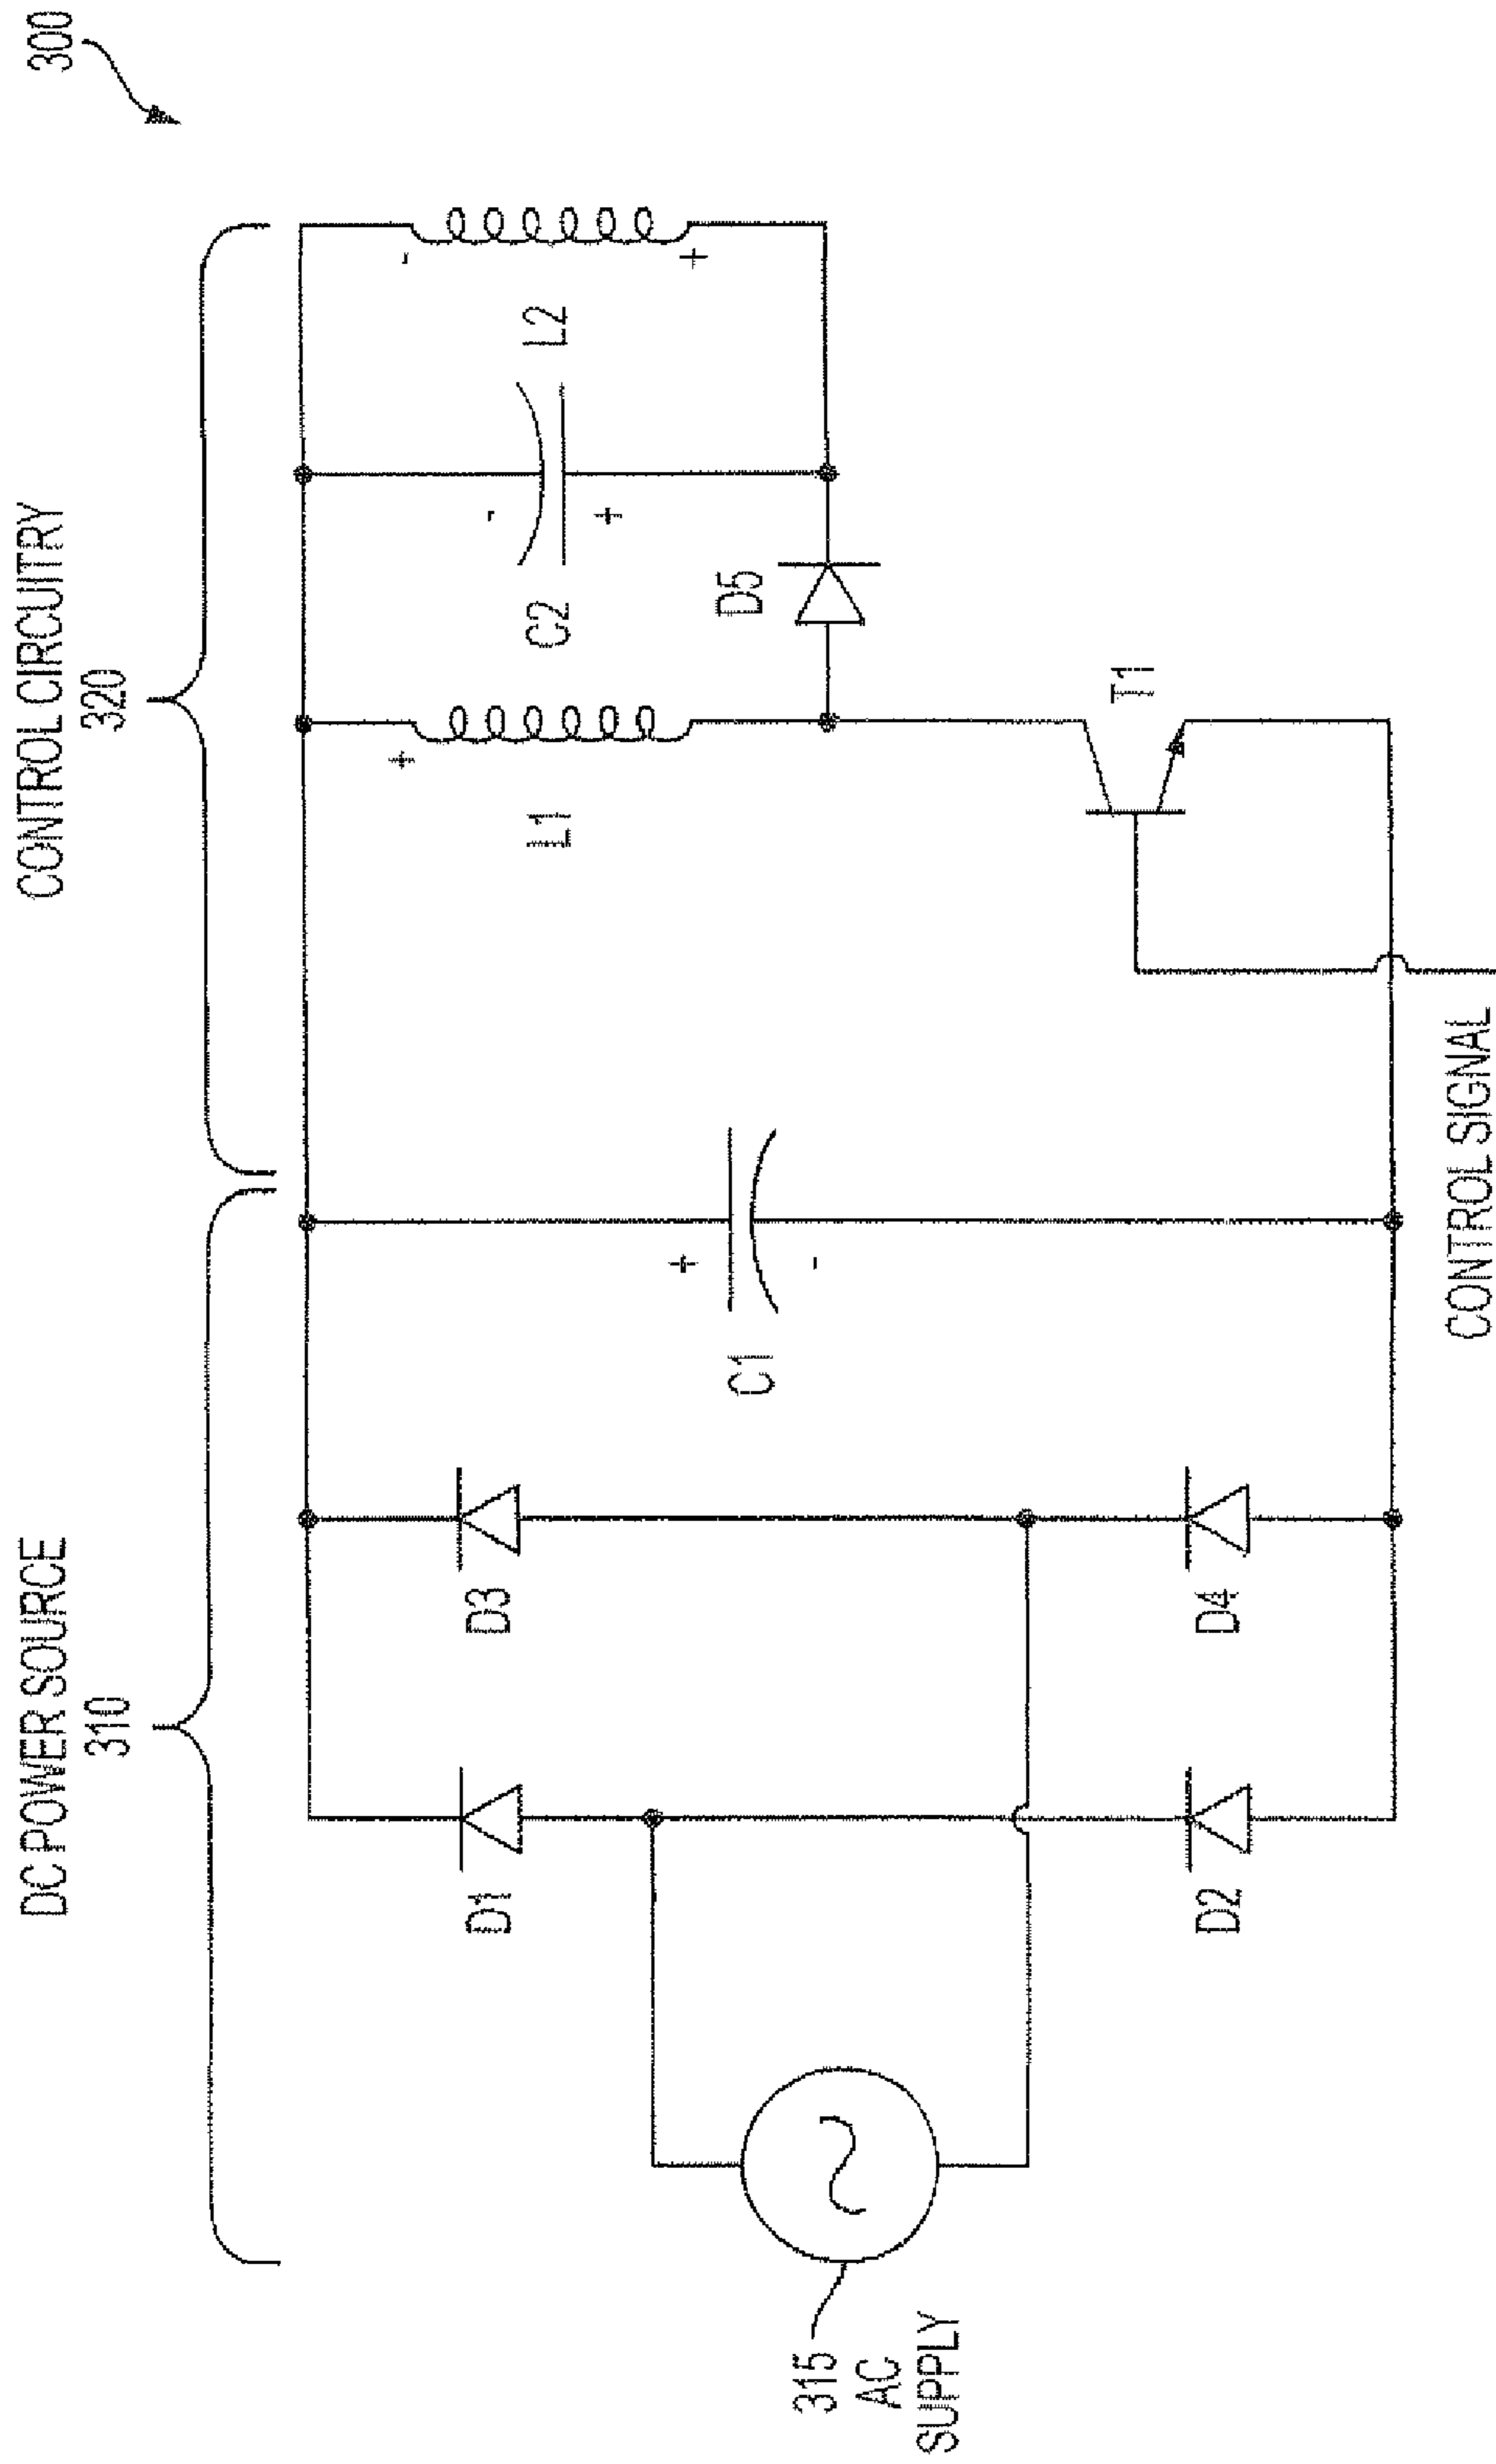 300
DC POWER SOURCE
310
CONTROL CIRCUITRY
320
D1
D3
C1
+
-
L1
+
C2
-
+
L2
-
+
D5
T1
D2
D4
315
AC
SUPPLY
CONTROL SIGNAL